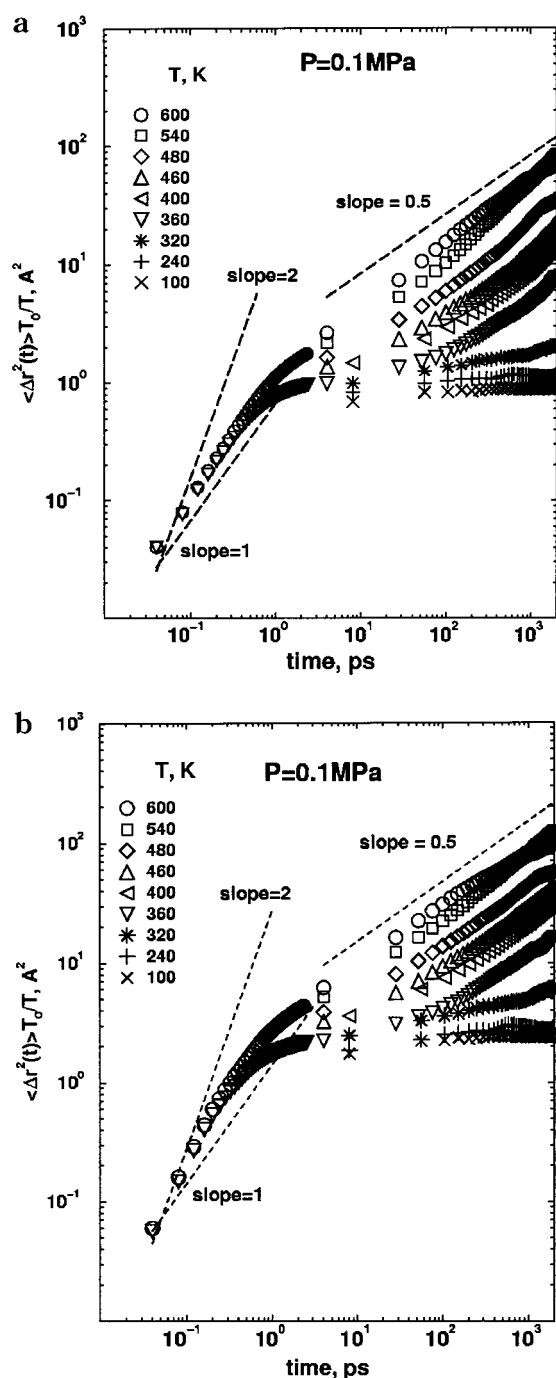 a
10³
P=0.1MPa
T, K
600
540
480
460
400
360
320
240
100
10²
slope = 0.5
slope=2
10¹
<Δr²(t)>T₀/T, A²
10⁰
10⁻¹
slope=1
10⁻¹ 10⁰ 10¹ 10² 10³
time, ps
b
10³
T, K
P=0.1MPa
600
540
480
460
400
360
320
240
100
10²
slope = 0.5
slope=2
10¹
<Δr²(t)>T₀/T, A²
10⁰
slope=1
10⁻¹
10⁻¹ 10⁰ 10¹ 10² 10³
time, ps